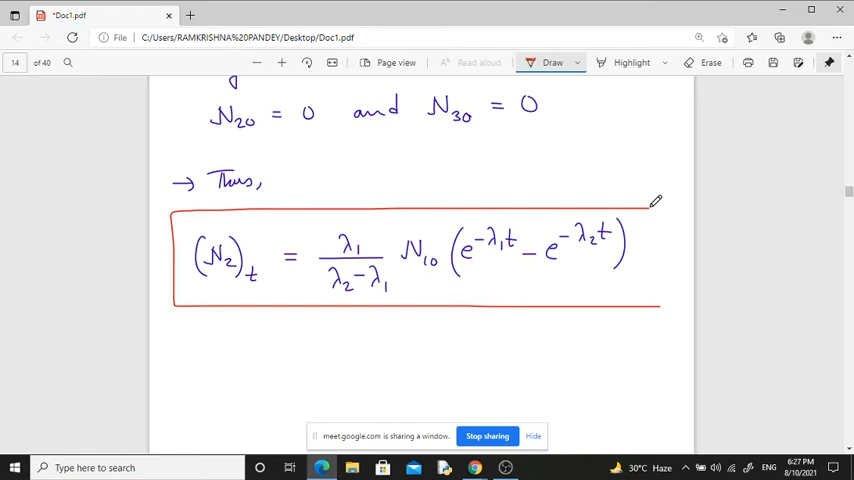 *Doc1.pdf
File | C:/Users/RAMKRISHNA%20PANDEY/Desktop/Doc1.pdf
14 of 40 Page view Read aloud Draw Highlight Erase
N₂₀ = 0 and N₃₀ = 0
→ Thus,
(N₂)ₜ = λ₁/(λ₂-λ₁) N₁₀ (e^(-λ₁t) - e^(-λ₂t))
meet.google.com is sharing a window. Stop sharing Hide
Type here to search 30°C Haze ENG 6:27 PM
8/10/2021